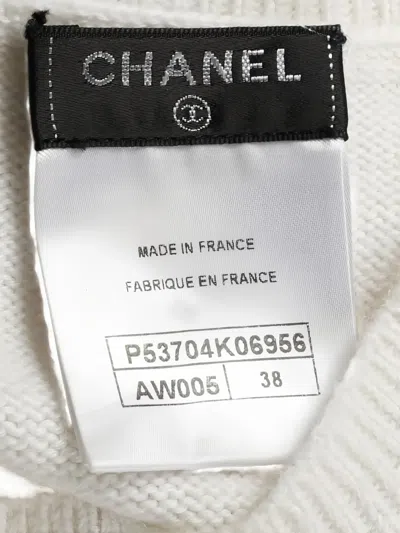 CHANEL
MADE IN FRANCE
FABRIQUE EN FRANCE
P53704K06956
AW005 38